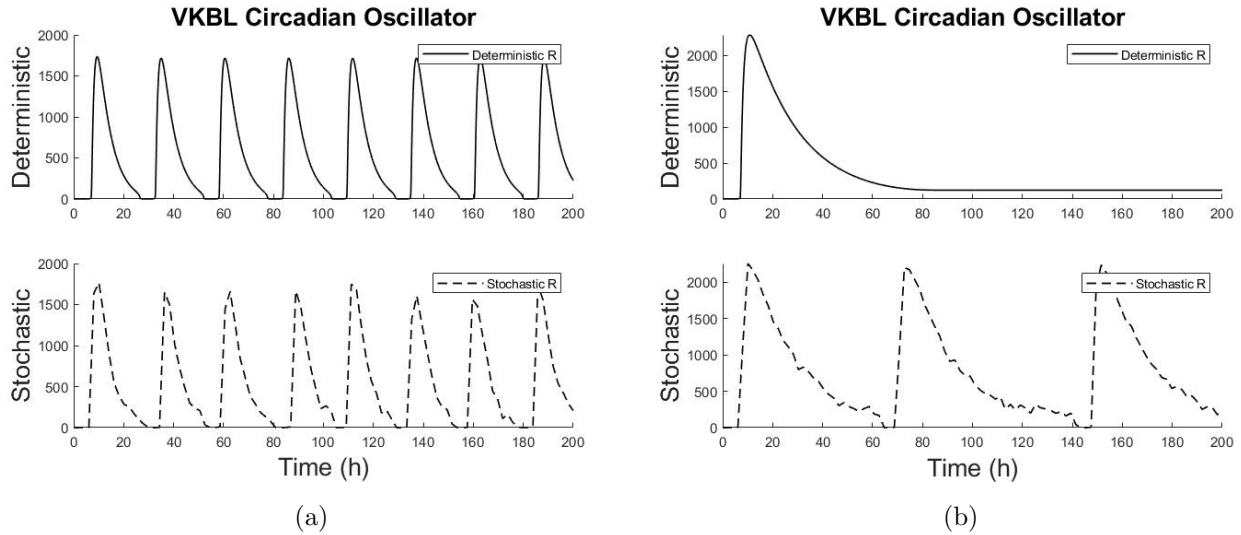 VKBL Circadian Oscillator
Deterministic
2000
1500
1000
500
0
Deterministic R
0 20 40 60 80 100 120 140 160 180 200
Stochastic
2000
1500
1000
500
0
Stochastic R
0 20 40 60 80 100 120 140 160 180 200
Time (h)
(a)
VKBL Circadian Oscillator
Deterministic
2000
1500
1000
500
0
Deterministic R
0 20 40 60 80 100 120 140 160 180 200
Stochastic
2000
1500
1000
500
0
Stochastic R
0 20 40 60 80 100 120 140 160 180 200
Time (h)
(b)